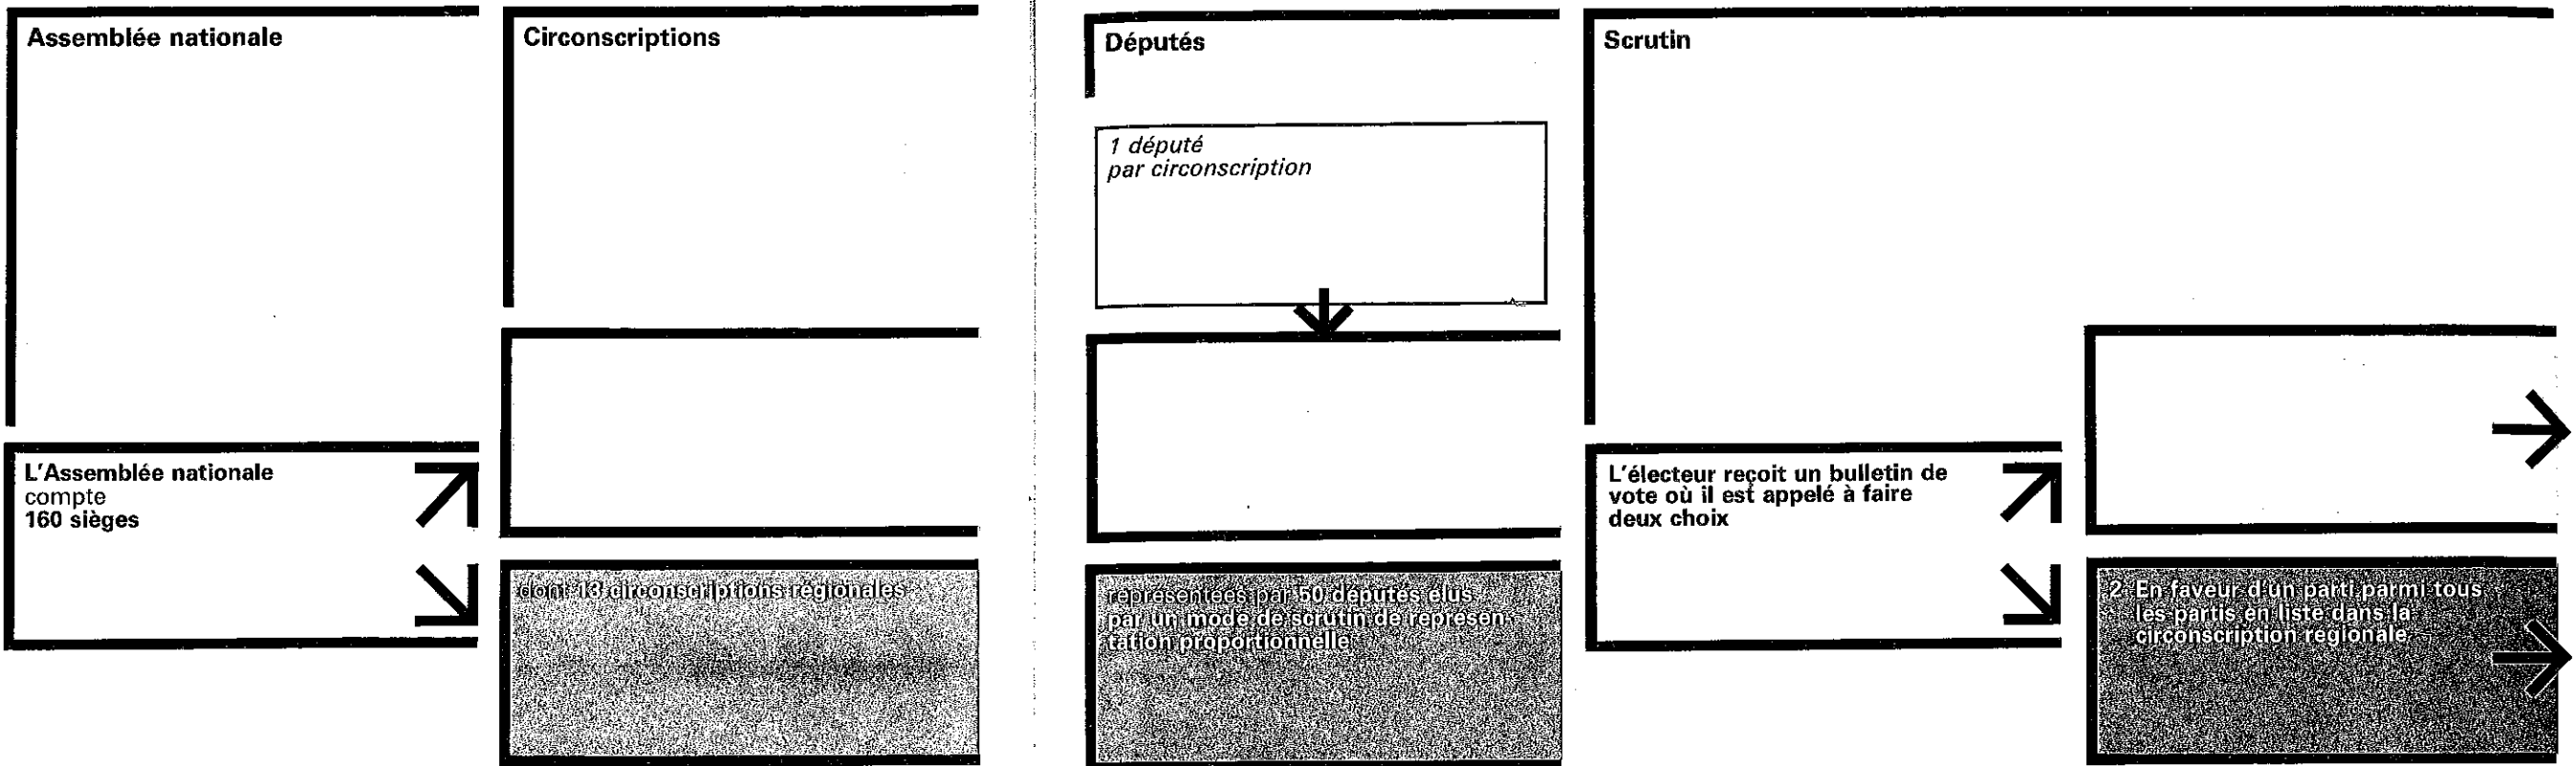 Assemblée nationale
L'Assemblée nationale
compte
160 sièges
Circonscriptions
dont 13 circonscriptions régionales
Députés
1 député
par circonscription
représentées par 50 députés élus
par un mode de scrutin de représen-
tation proportionnelle
Scrutin
L'électeur reçoit un bulletin de
vote où il est appelé à faire
deux choix
2 En faveur d'un parti parmi tous
les partis en liste dans la
circonscription régionale